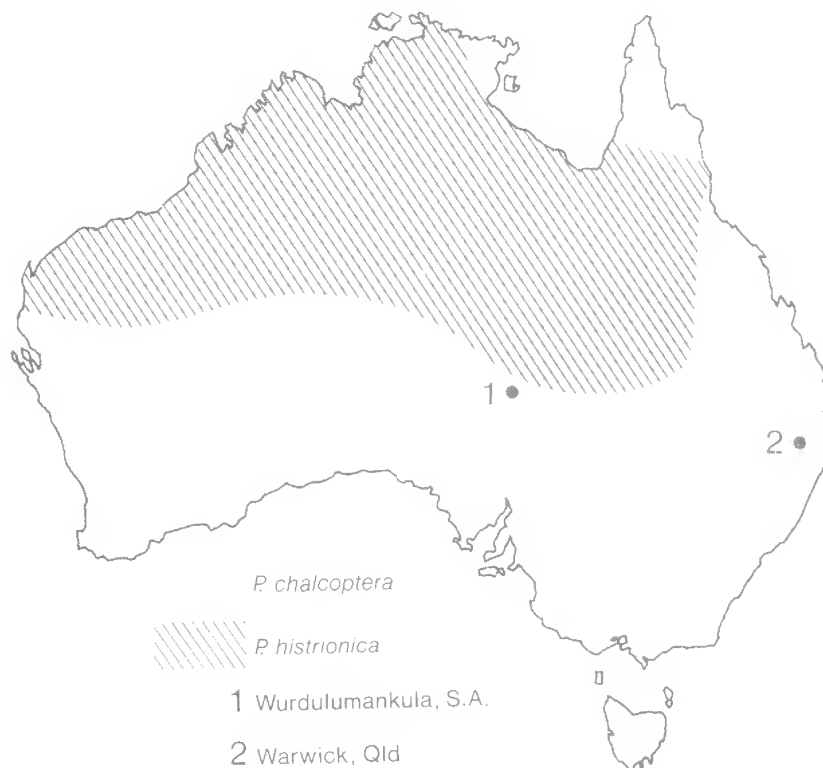 1
2
P. chalcoptera
P. histrionica
1 Wurdulumankula, S.A.
2 Warwick, Qld